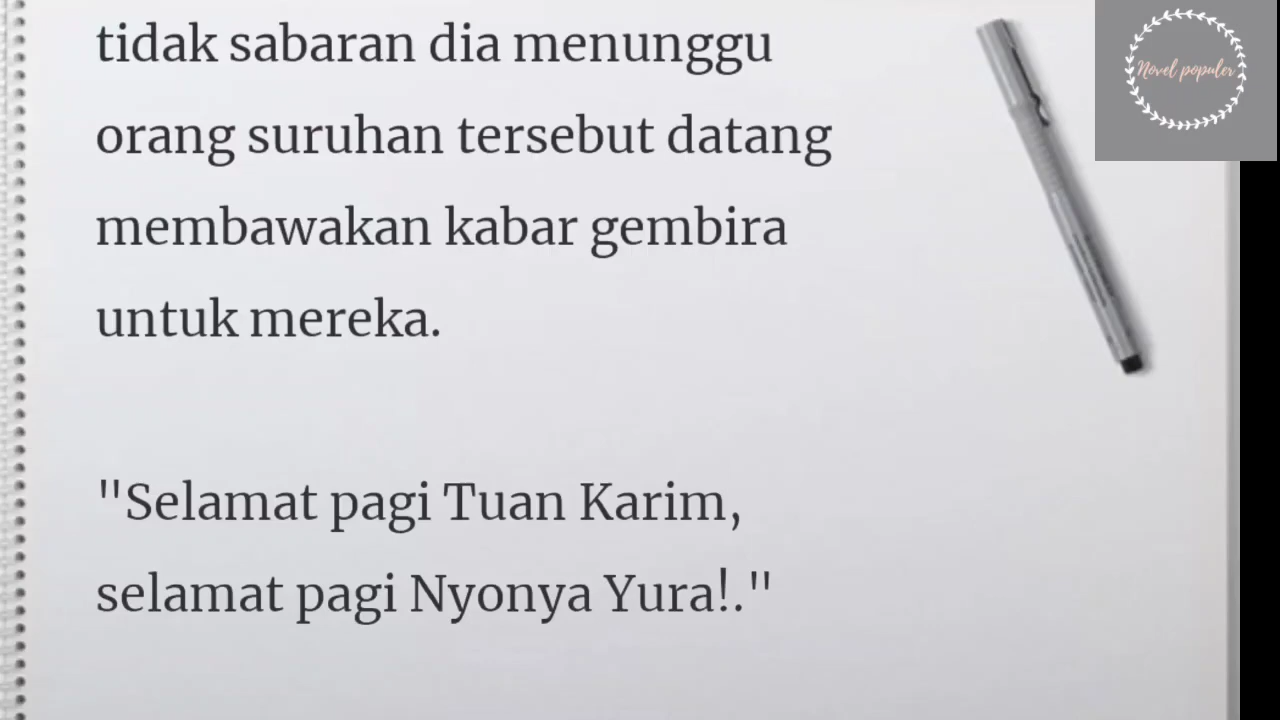 tidak sabaran dia menunggu
orang suruhan tersebut datang
membawakan kabar gembira
untuk mereka.
"Selamat pagi Tuan Karim,
selamat pagi Nyonya Yura!."
Novel populer